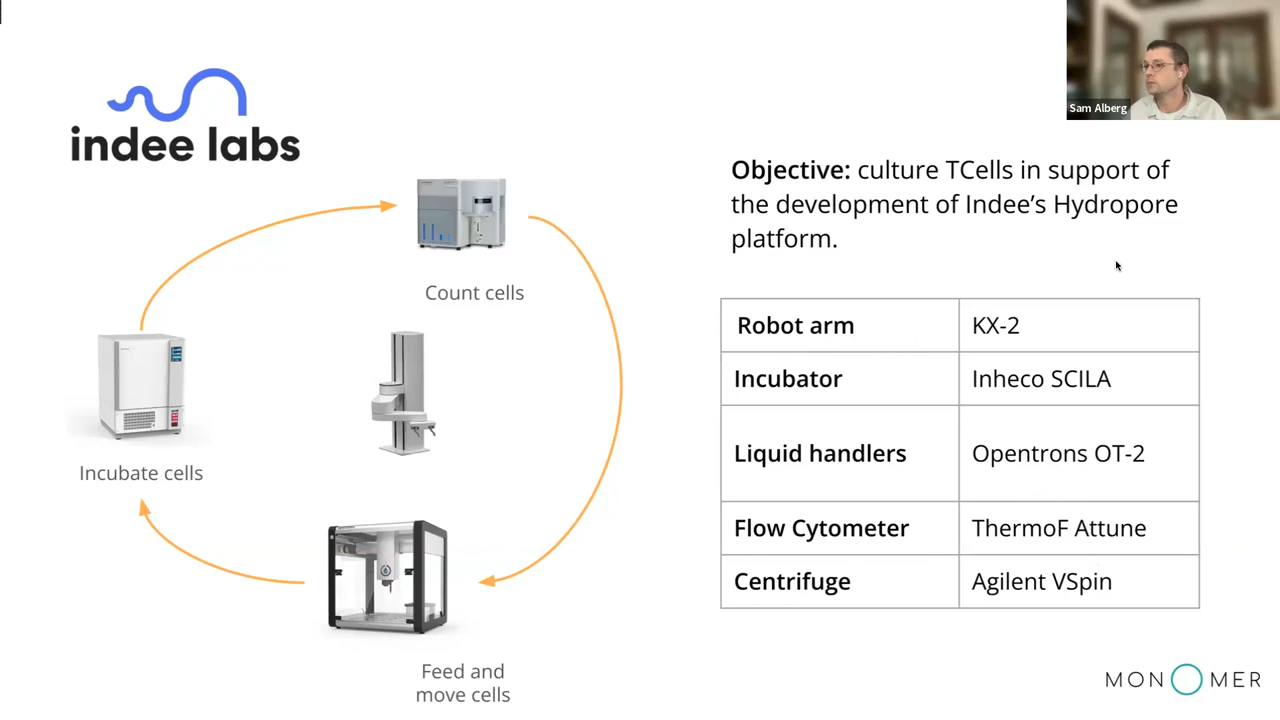 Sam Alberg
indee labs
Objective: culture TCells in support of
the development of Indee’s Hydropore
platform.
Count cells
Incubate cells
Feed and
move cells
Robot arm KX-2
Incubator Inheco SCILA
Liquid handlers Opentrons OT-2
Flow Cytometer ThermoF Attune
Centrifuge Agilent VSpin
MONOMER